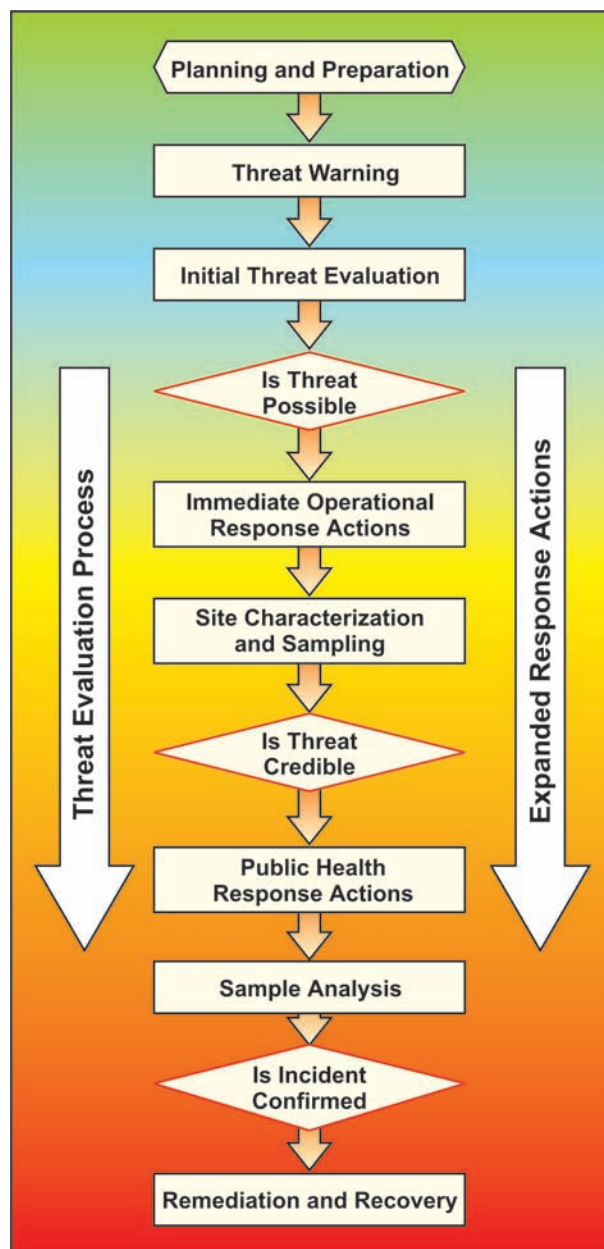 Planning and Preparation
Threat Warning
Initial Threat Evaluation
Is Threat
Possible
Immediate Operational
Response Actions
Site Characterization
and Sampling
Is Threat
Credible
Public Health
Response Actions
Sample Analysis
Is Incident
Confirmed
Remediation and Recovery
Threat Evaluation Process
Expanded Response Actions